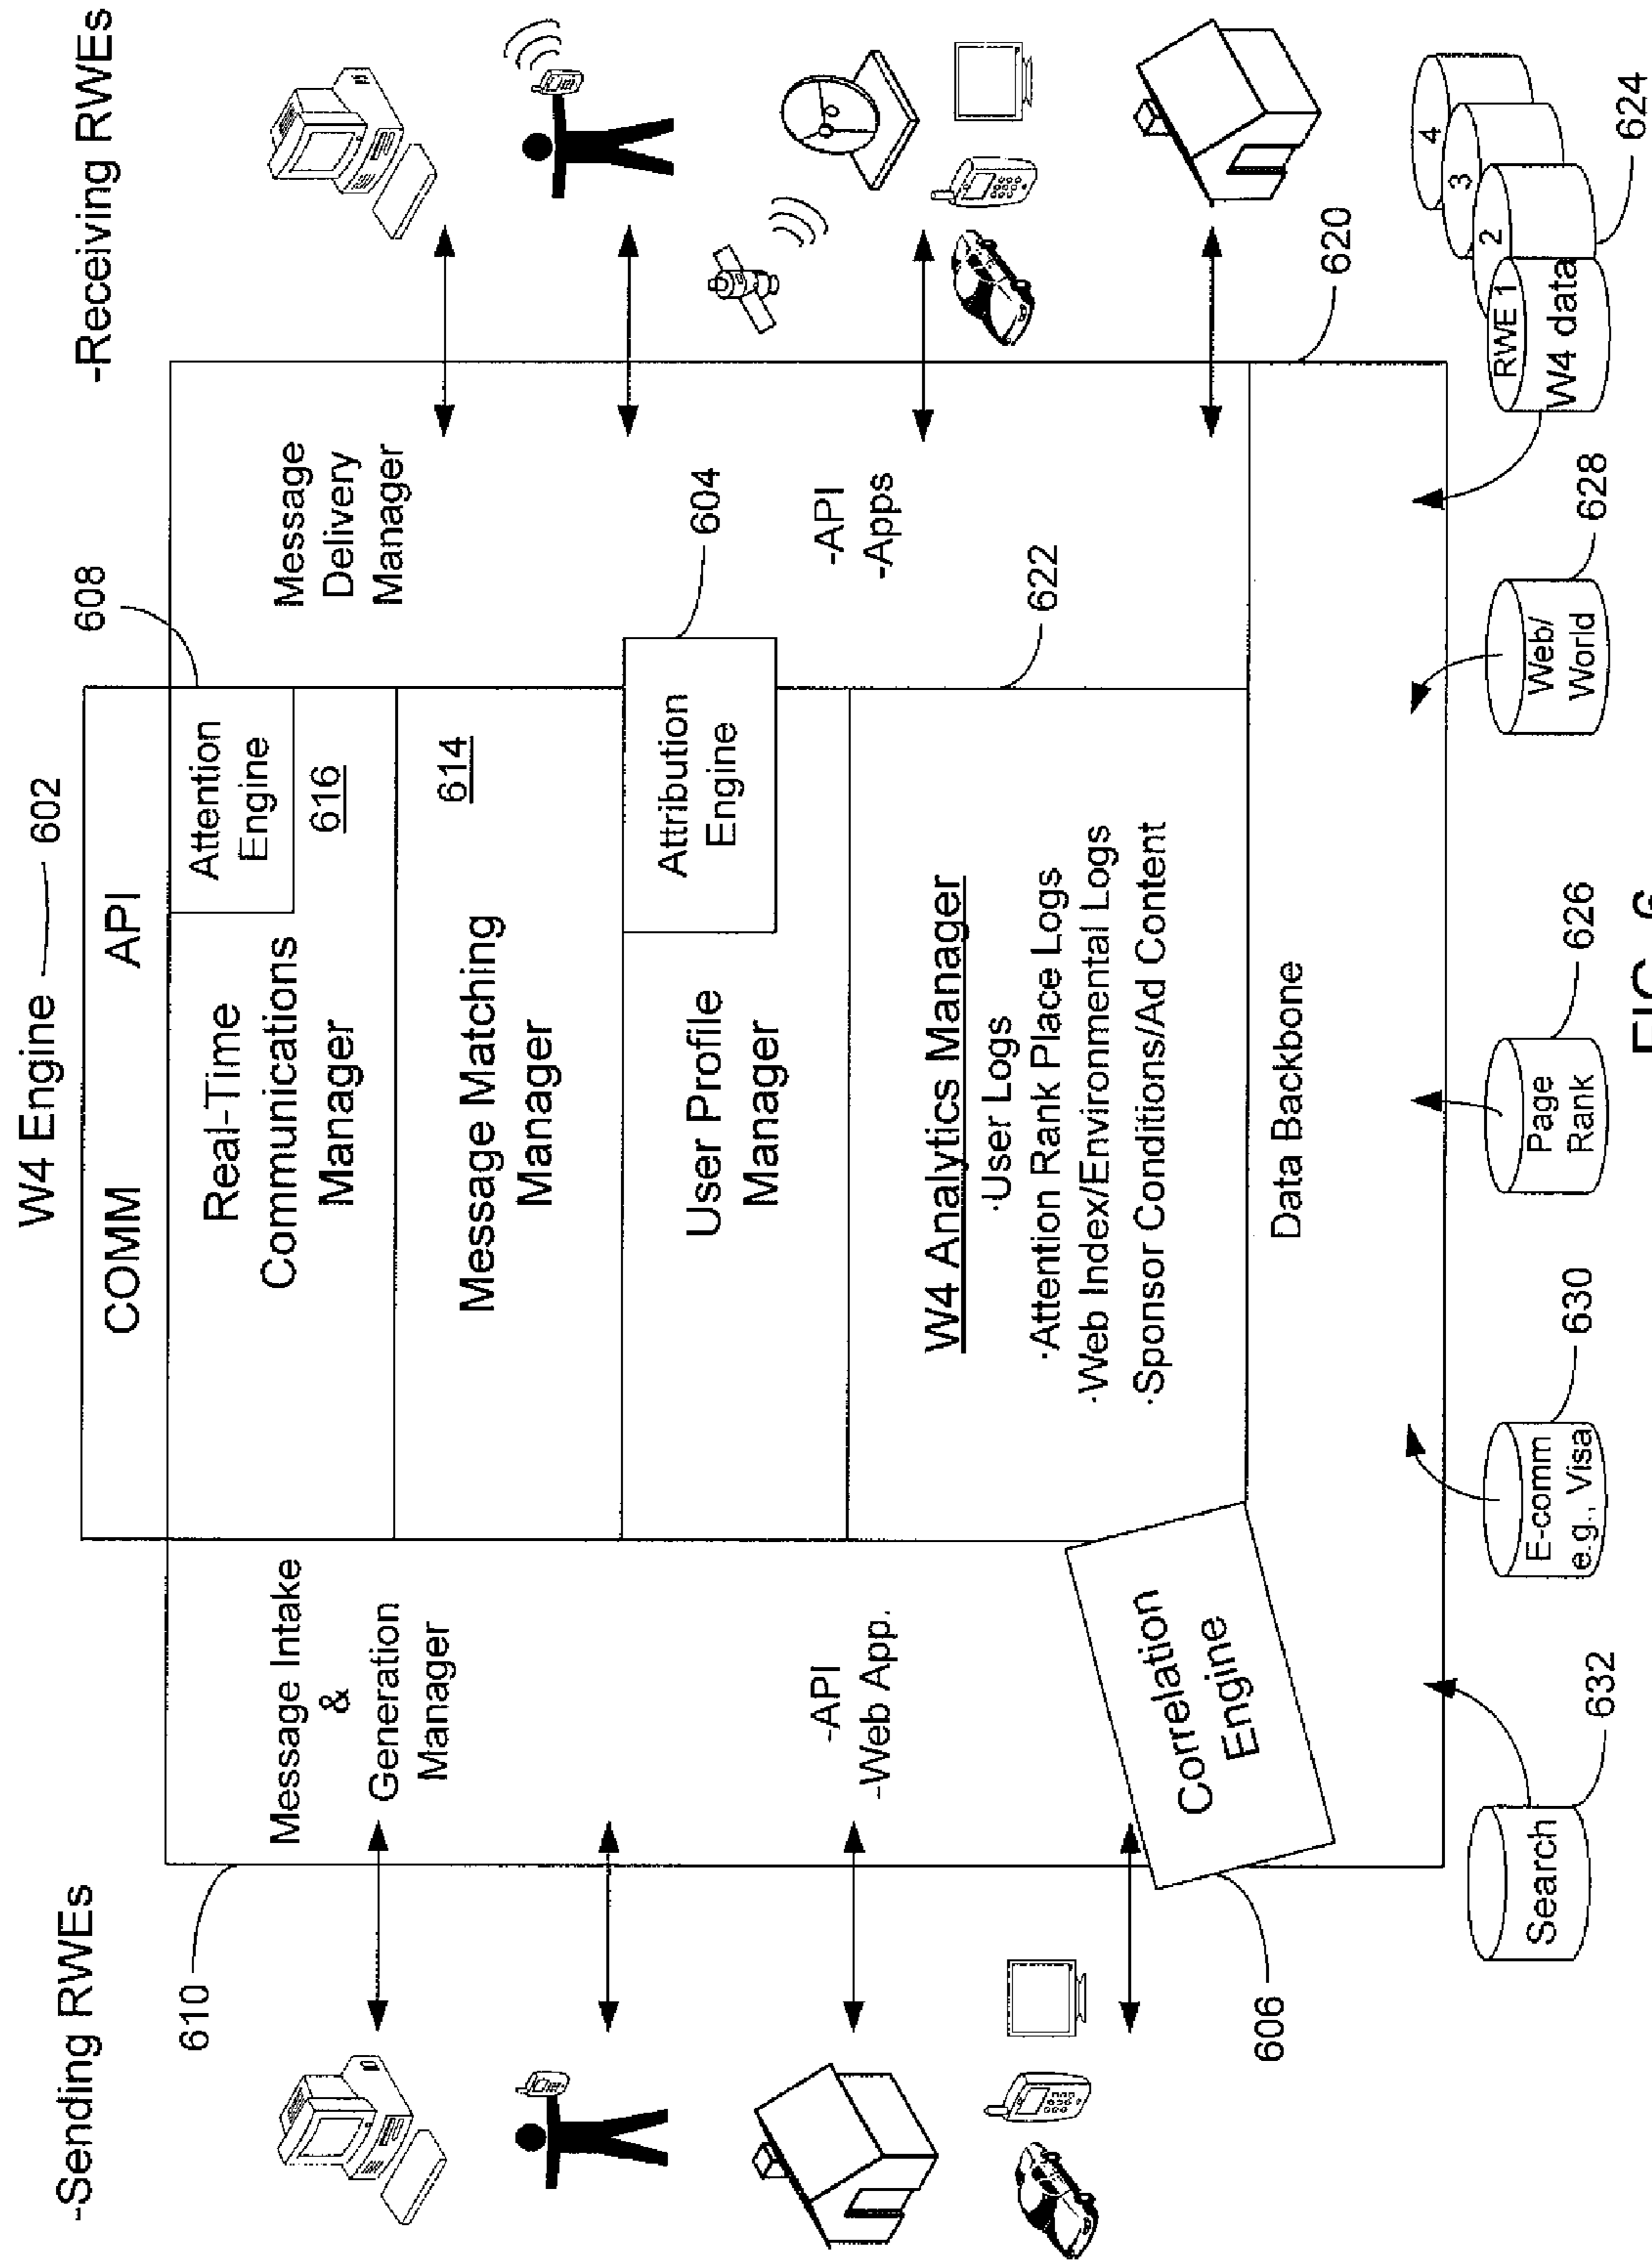 W4 Engine 602
-Sending RWEs
-Receiving RWEs
COMM API
608
610
Message Intake
&
Generation
Manager
-API
-Web App.
Real-Time
Communications
Manager
Attention
Engine
616
Message Matching
Manager
614
User Profile
Manager
Attribution
Engine
604
W4 Analytics Manager
·User Logs
·Attention Rank Place Logs
·Web Index/Environmental Logs
·Sponsor Conditions/Ad Content
622
Message
Delivery
Manager
-API
-Apps
Correlation
Engine
606
Data Backbone
620
Search
632
E-comm
e.g., Visa
630
Page
Rank
626
Web/
World
628
RWE 1
W4 data
2
3
4
624
FIG. 6